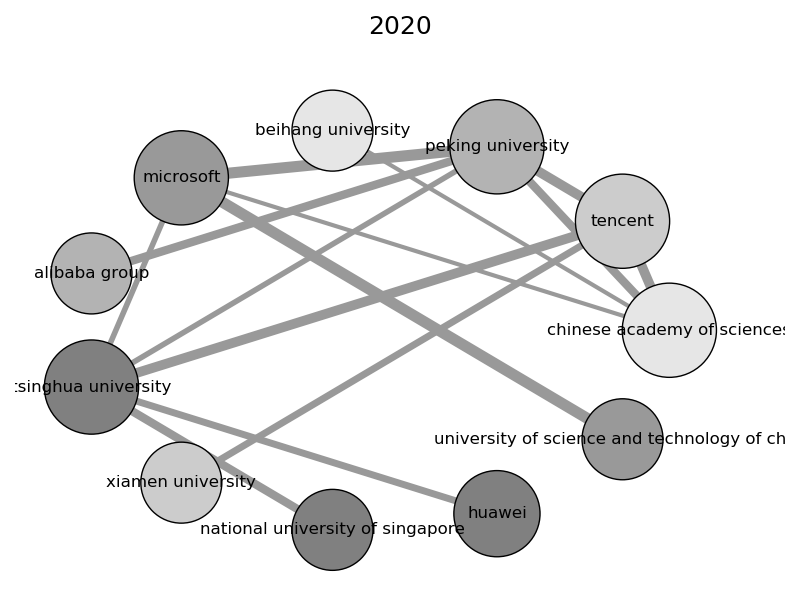 2020
beihang university
peking university
microsoft
tencent
alibaba group
chinese academy of sciences
tsinghua university
university of science and technology of ch
xiamen university
huawei
national university of singapore